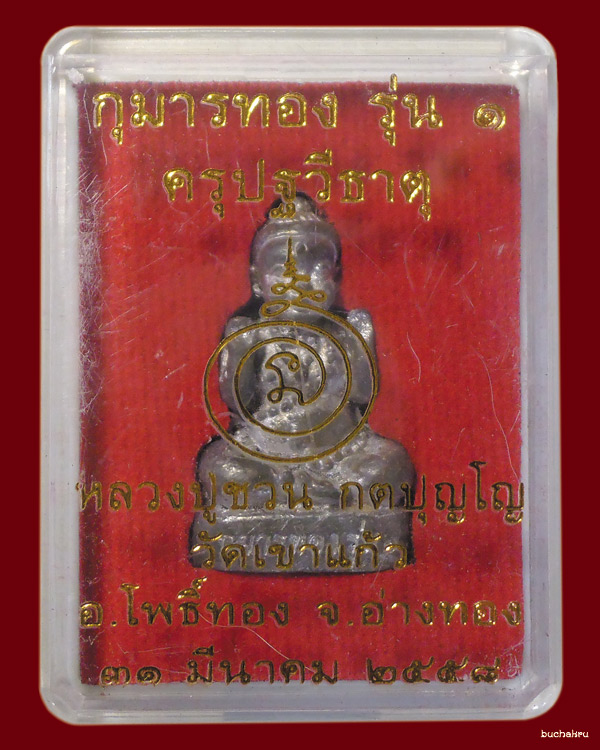 กุมารทอง รุ่น ๑
ครุปฐวีธาตุ
หลวงปู่ชวน กตปุญโญ
วัดเขาแก้ว
อ.โพธิ์ทอง จ.อ่างทอง
๓๑ มีนาคม ๒๕๕๘
buchakru